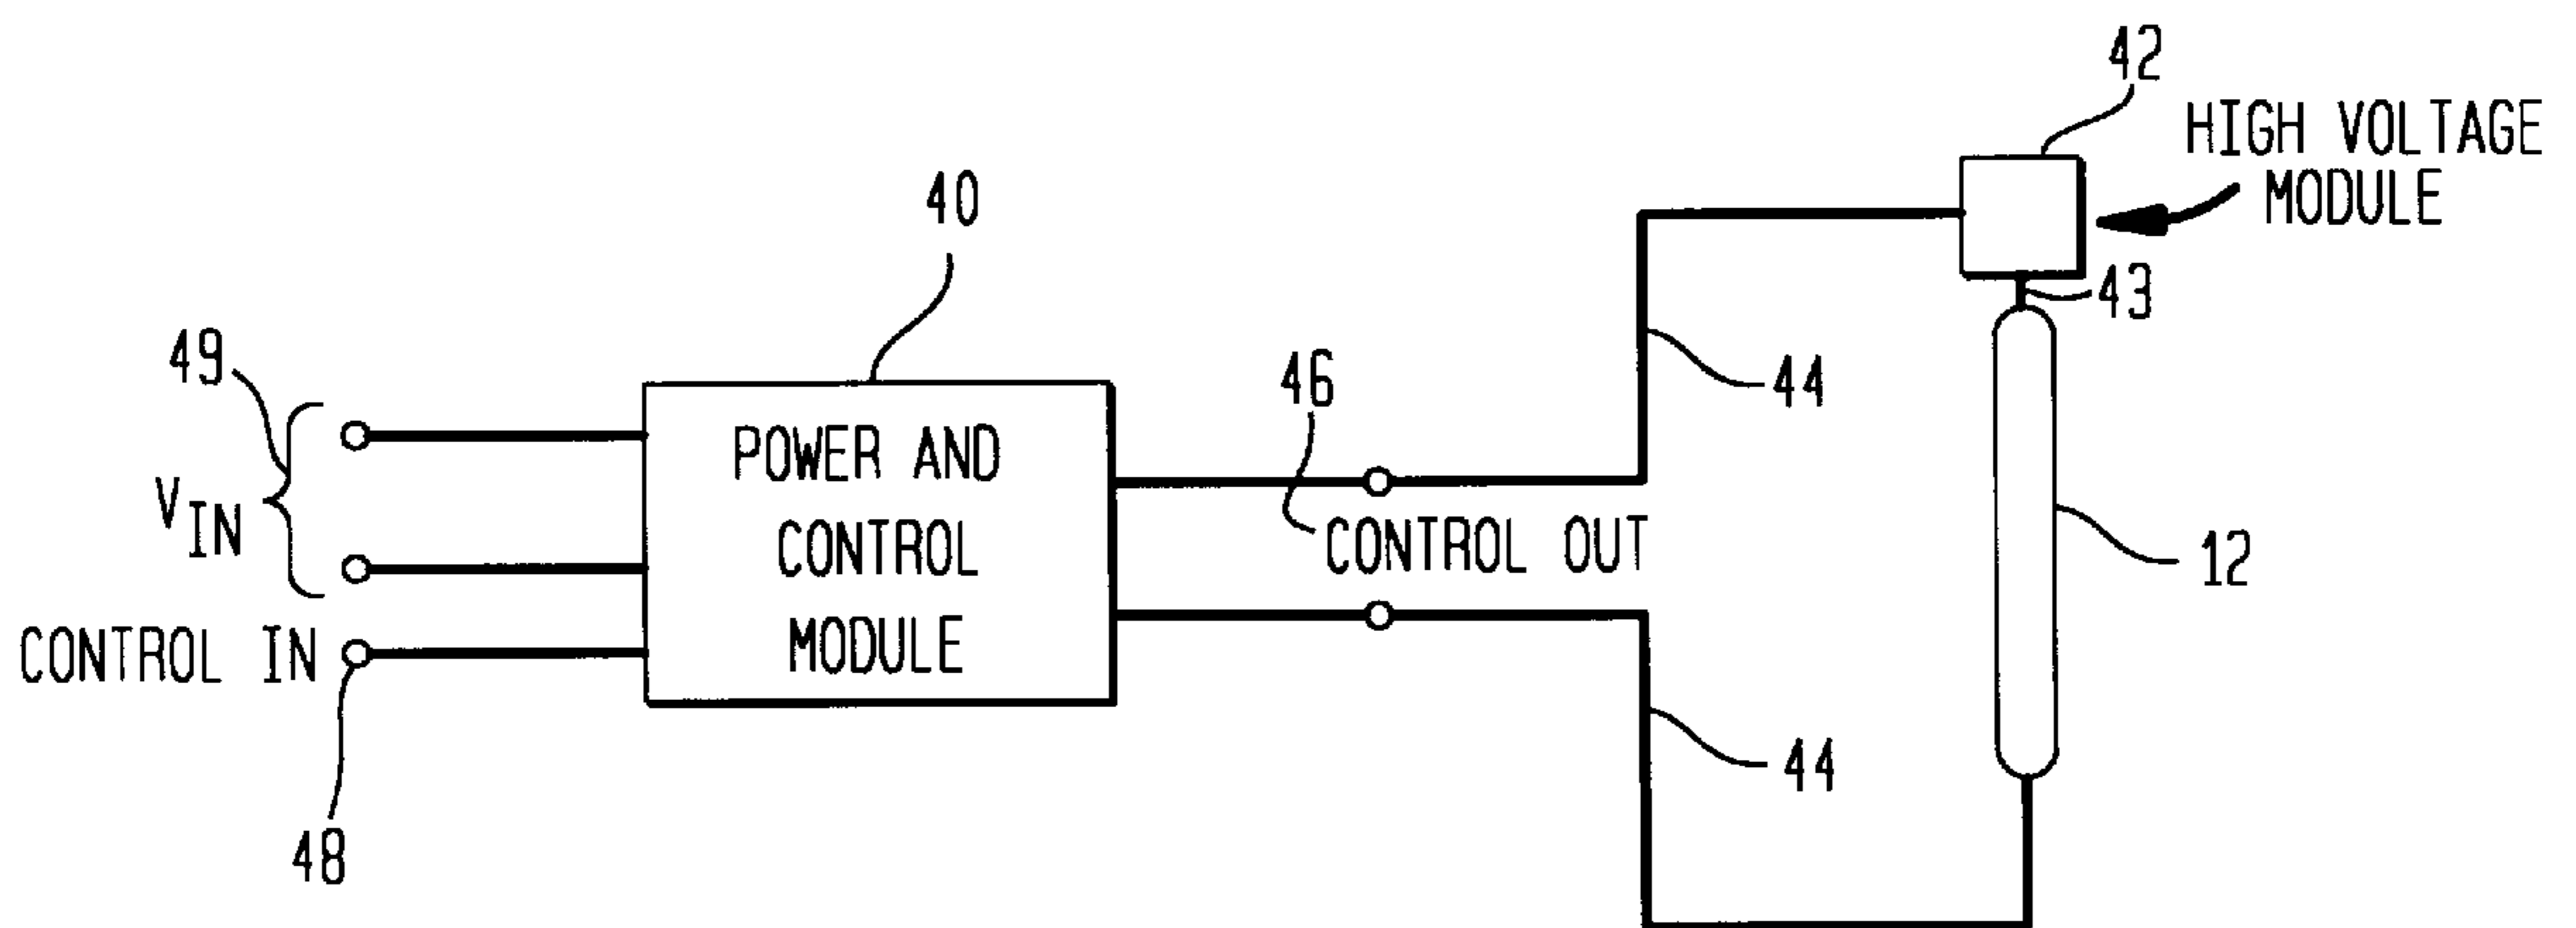 42
HIGH VOLTAGE
MODULE
40
43
49
46
44
POWER AND
CONTROL
MODULE
VIN
CONTROL OUT
12
CONTROL IN
44
48